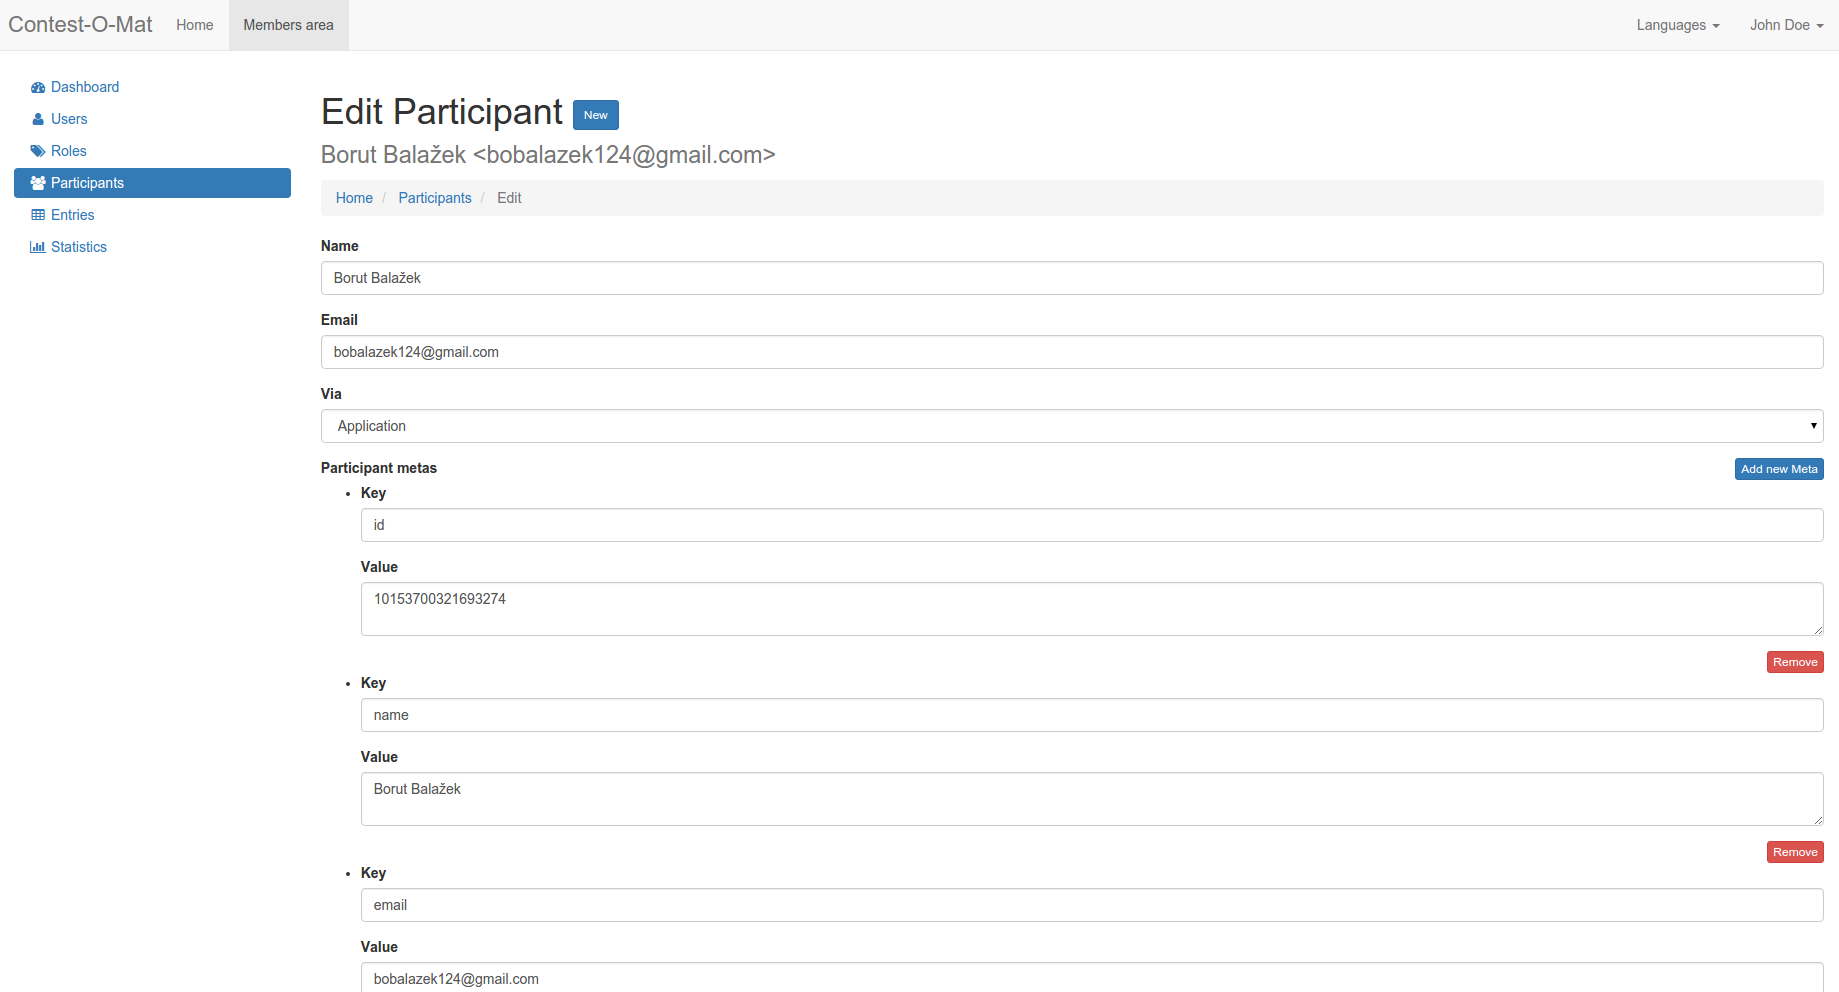 Contest-O-Mat Home Members area Languages John Doe
Dashboard
Users
Roles
Participants
Entries
Statistics
Edit Participant New
Borut Balažek <bobalazek124@gmail.com>
Home / Participants / Edit
Name
Borut Balažek
Email
bobalazek124@gmail.com
Via
Application
Participant metas Add new Meta
Key
id
Value
10153700321693274
Remove
Key
name
Value
Borut Balažek
Remove
Key
email
Value
bobalazek124@gmail.com